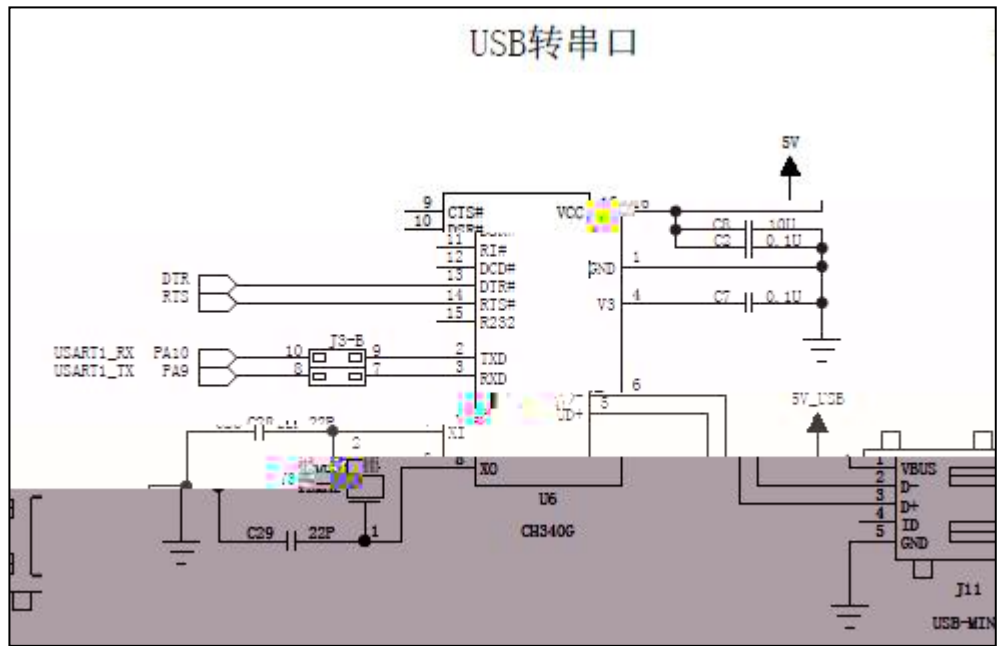 USB转串口
5V
9 CTS# VCC
10 DSR# C8 10U
11 RI# C2 0.1U
12 DCD# GND 1
DTR 13 DTR#
RTS 14 RTS# V3 4 C7 0.1U
15 R232
J3-B
USART1_RX PA10 10 9 2 TXD
USART1_TX PA9 8 7 3 RXD
6
UD+ 5 5V_USB
22P XI
2
8 XO 1 VBUS
2 D-
U6 3 D+
4 ID
C29 22P 1 CH340G 5 GND
J11
USB-MIN